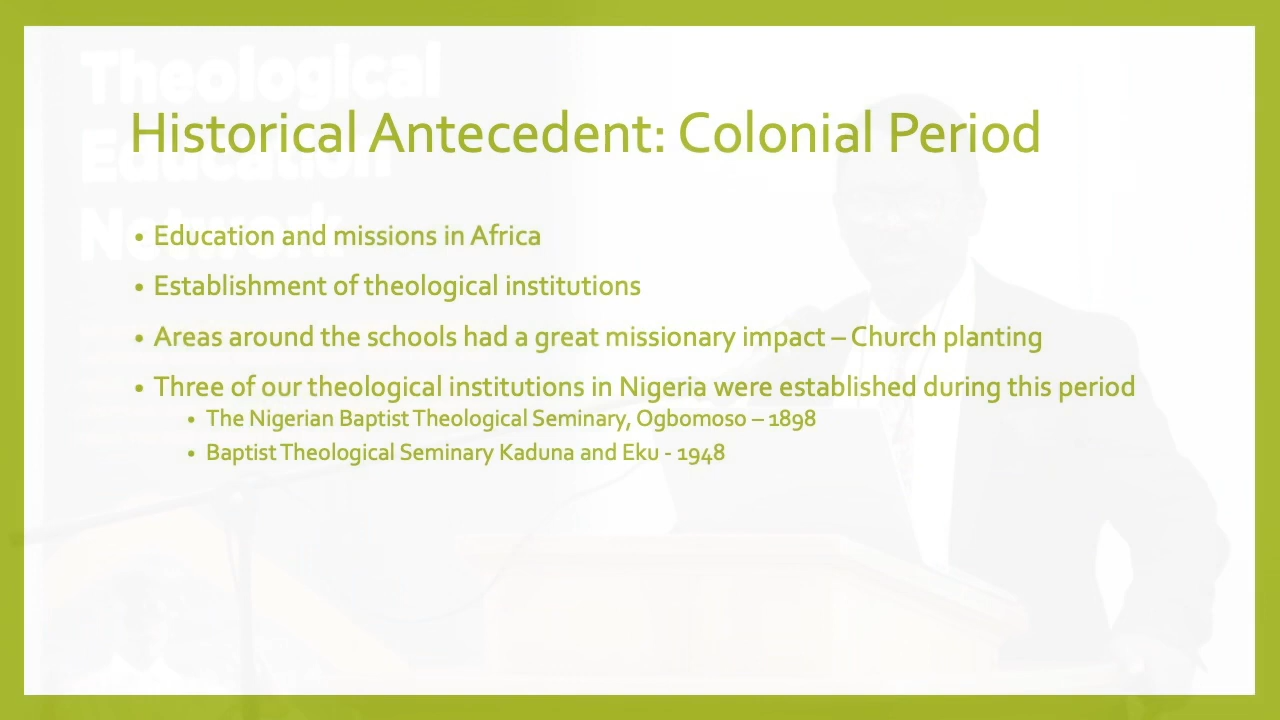 Theological
Education
Network
Historical Antecedent: Colonial Period
• Education and missions in Africa
• Establishment of theological institutions
• Areas around the schools had a great missionary impact – Church planting
• Three of our theological institutions in Nigeria were established during this period
• The Nigerian Baptist Theological Seminary, Ogbomoso – 1898
• Baptist Theological Seminary Kaduna and Eku - 1948